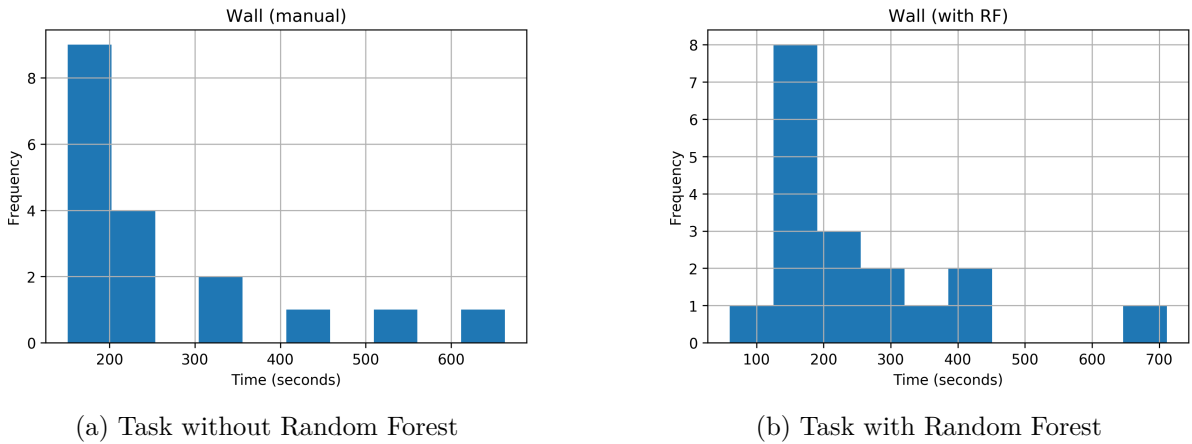 Wall (manual)
Frequency
8
6
4
2
0
200 300 400 500 600
Time (seconds)
(a) Task without Random Forest
Wall (with RF)
Frequency
8
7
6
5
4
3
2
1
0
100 200 300 400 500 600 700
Time (seconds)
(b) Task with Random Forest